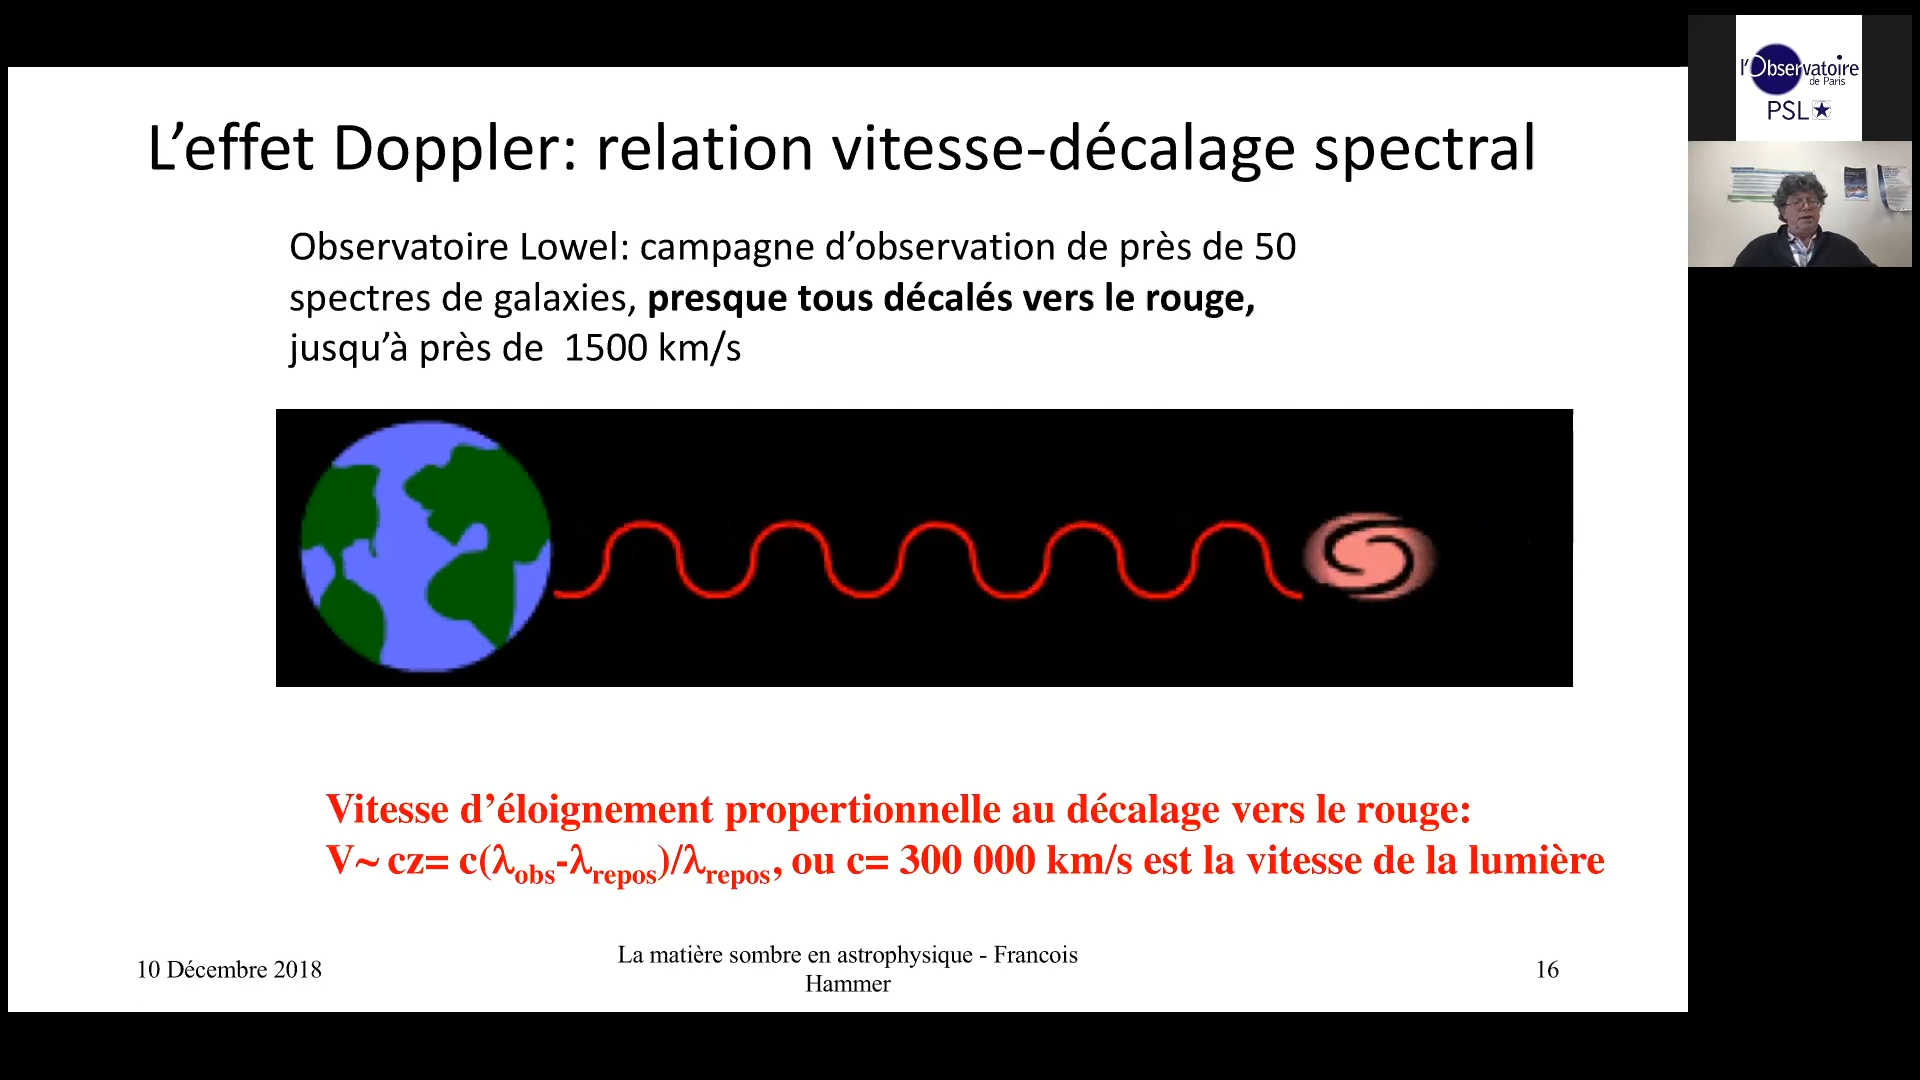 L’effet Doppler: relation vitesse-décalage spectral
Observatoire Lowel: campagne d’observation de près de 50
spectres de galaxies, presque tous décalés vers le rouge,
jusqu’à près de 1500 km/s
Vitesse d’éloignement propertionnelle au décalage vers le rouge:
V~ cz= c(λobs-λrepos)/λrepos, ou c= 300 000 km/s est la vitesse de la lumière
10 Décembre 2018
La matière sombre en astrophysique - Francois
Hammer
16
l’Observatoire
de Paris
PSL